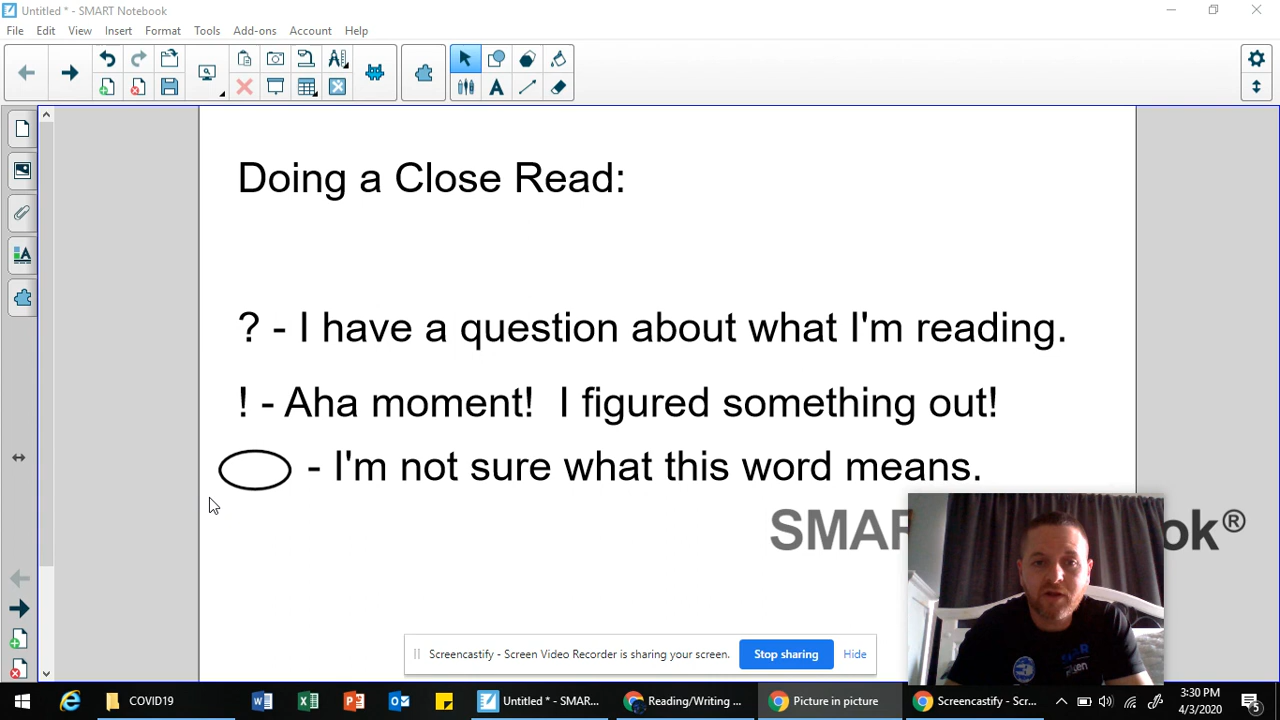 Untitled * - SMART Notebook
File Edit View Insert Format Tools Add-ons Account Help
Doing a Close Read:
? - I have a question about what I'm reading.
! - Aha moment!  I figured something out!
- I'm not sure what this word means.
Screencastify - Screen Video Recorder is sharing your screen. Stop sharing Hide
COVID19 Untitled * - SMAR... Reading/Writing ... Picture in picture Screencastify - Scr...
3:30 PM
4/3/2020
5